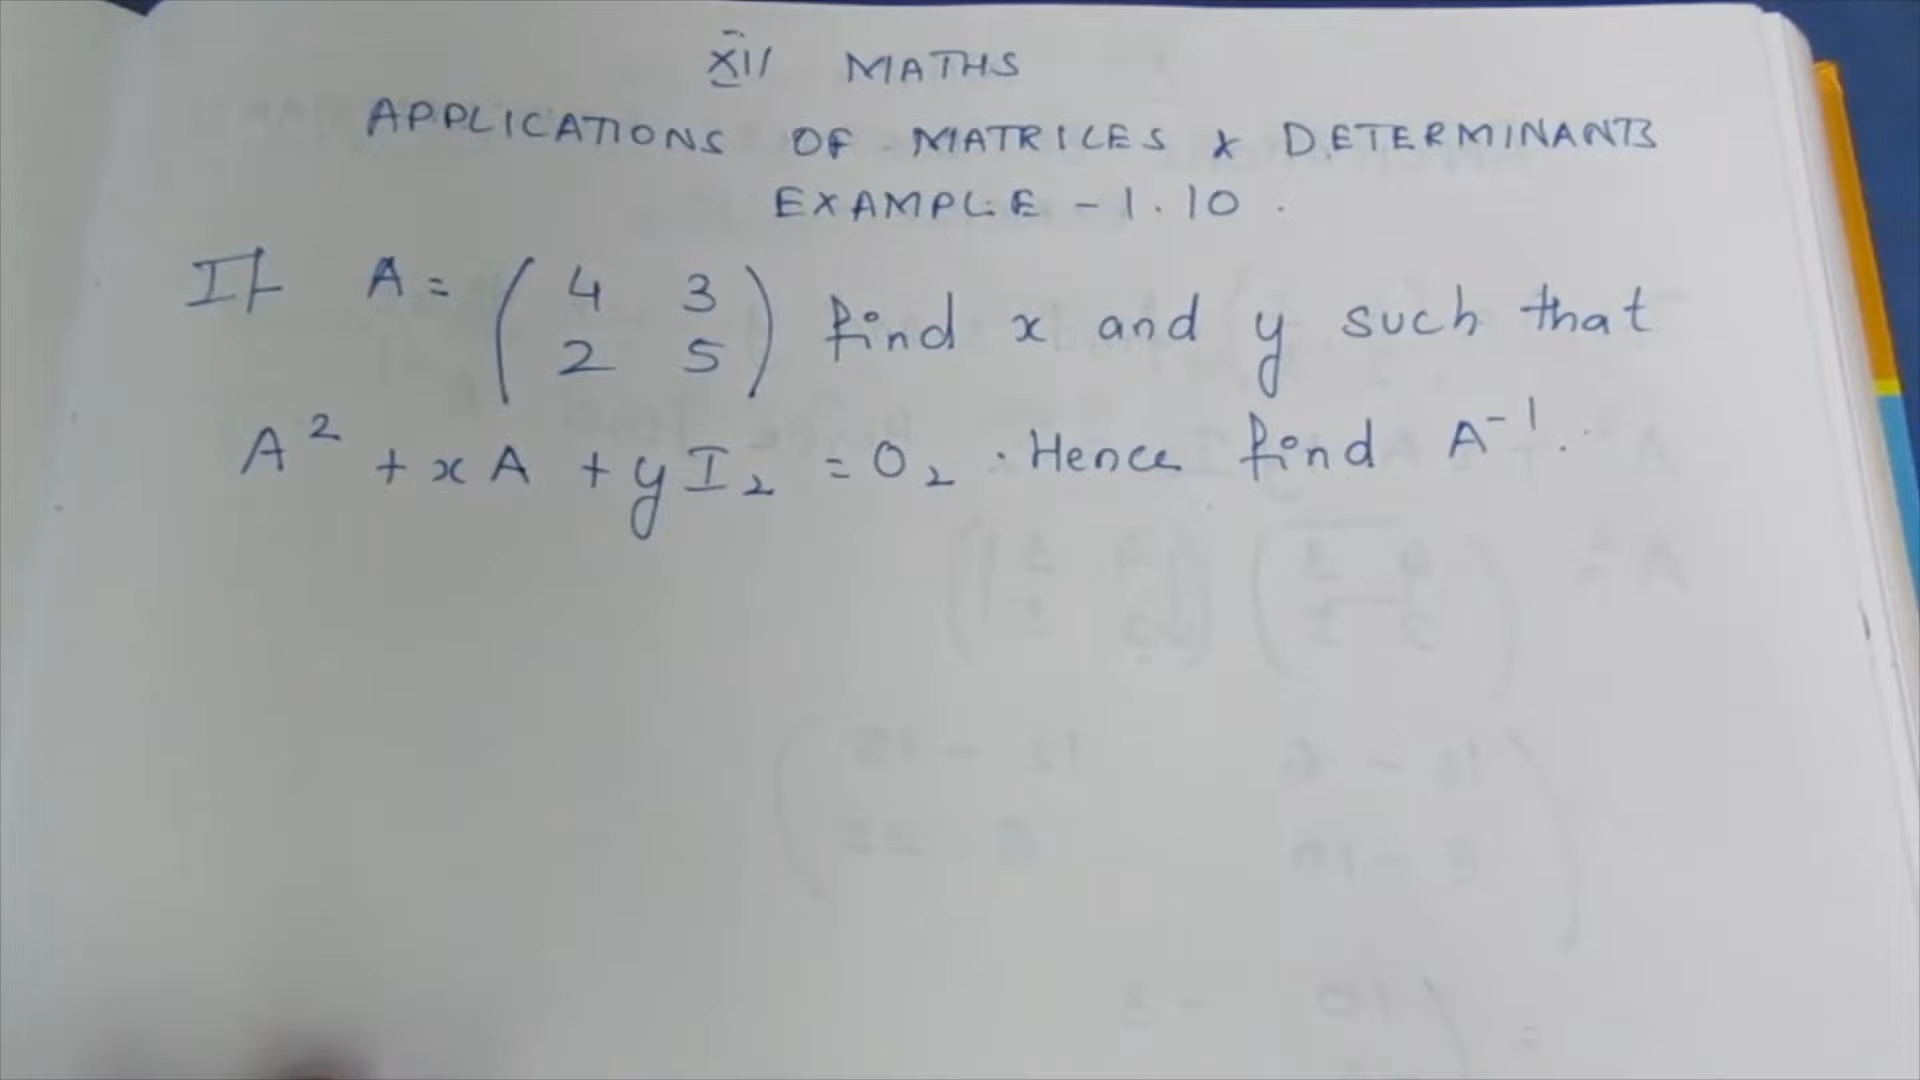 XII MATHS
APPLICATIONS OF MATRICES & DETERMINANTS
EXAMPLE - 1.10.
If A = ( 4 3 ) find x and y such that
2 5
A² + xA + yI₂ = O₂. Hence find A⁻¹.